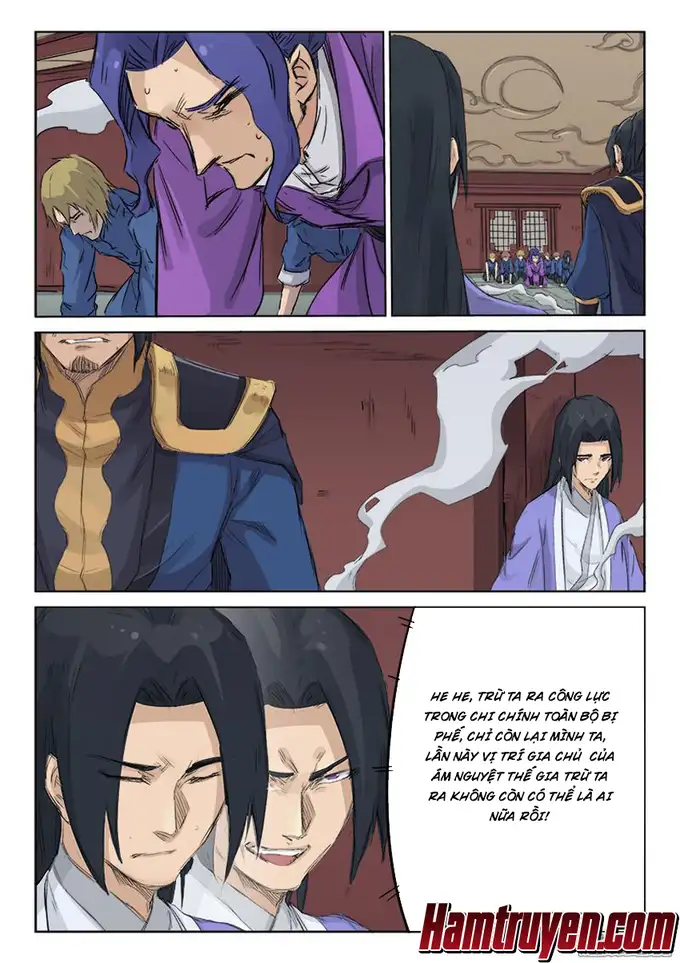 HE HE, TRỪ TA RA CÔNG LỰC
TRONG CHI CHÍNH TOÀN BỘ BỊ
PHẾ, CHỈ CÒN LẠI MÌNH TA,
LẦN NÀY VỊ TRÍ GIA CHỦ CỦA
ÁM NGUYỆT THẾ GIA TRỪ TA
RA KHÔNG CÒN CÓ THỂ LÀ AI
NỮA RỒI!
Hamtruyen.com